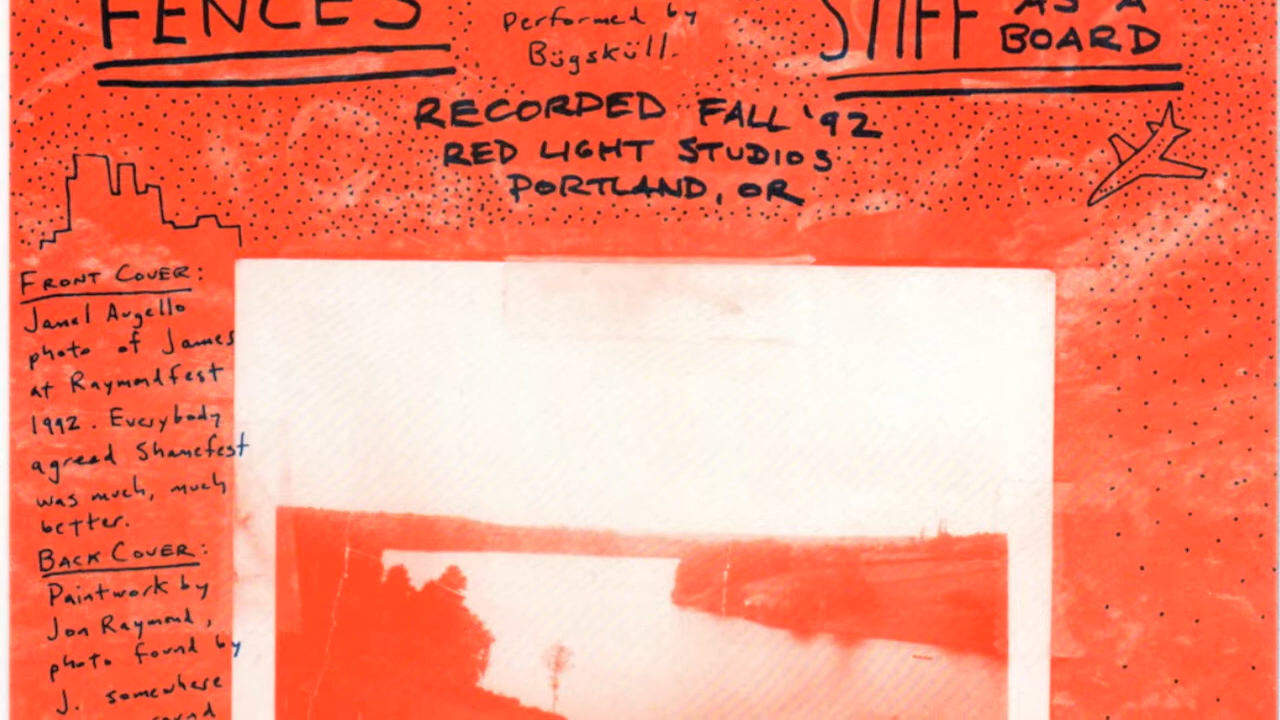 FENCES
Performed by
Bügsküll.
STIFF AS A
BOARD
RECORDED FALL '92
RED LIGHT STUDIOS
PORTLAND, OR
FRONT COVER:
Jamel Augello
photo of James
at Raymondfest
1992. Everybody
agreed Shamefest
was much, much
better.
BACK COVER:
Paintwork by
Jon Raymond,
photo found by
J. somewhere